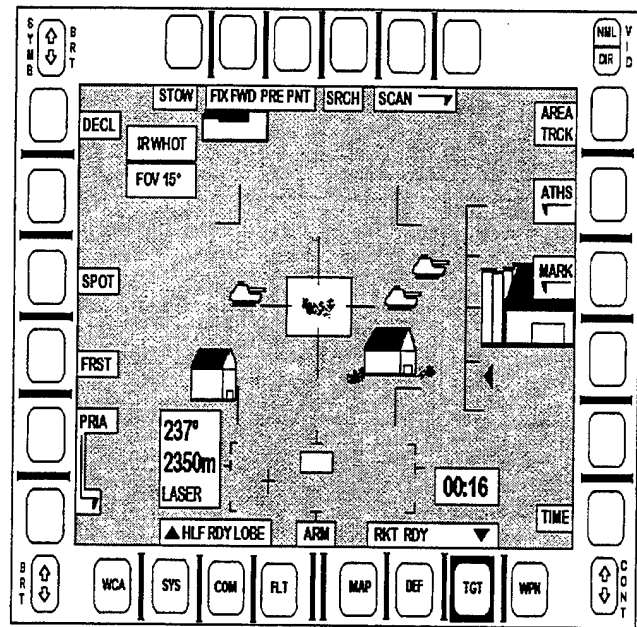 SYMB
BRT
NML
DIR
VID
STOW
FIX FWD PRE PNT
SRCH
SCAN
DECL
IRWHOT
FOV 15°
AREA
TRCK
ATHS
SPOT
MARK
FRST
PRIA
237°
2350m
LASER
00:16
TIME
HLF RDY LOBE
ARM
RKT RDY
BRT
WCA
SYS
COM
FLT
MAP
DEF
TGT
WPN
CONT